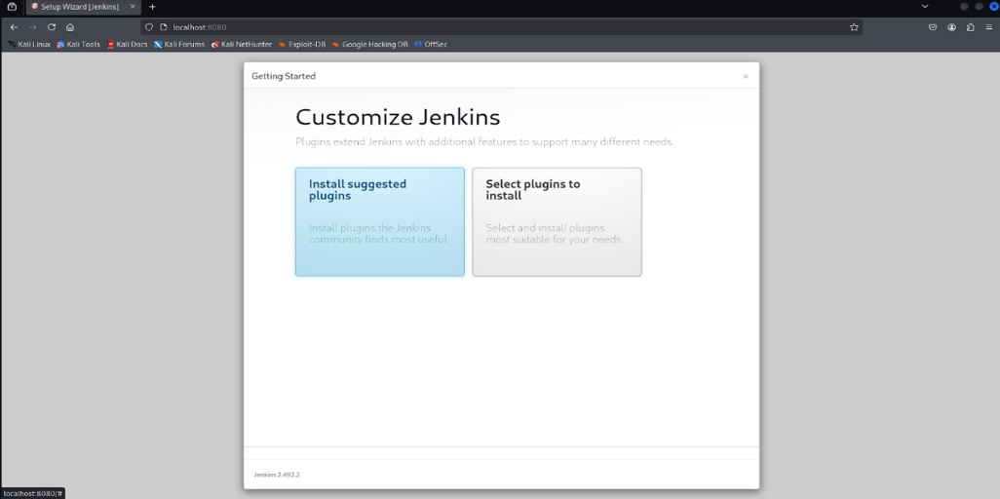 Setup Wizard [Jenkins]
localhost:8080
Kali Linux Kali Tools Kali Docs Kali Forums Kali NetHunter Exploit-DB Google Hacking DB OffSec
Getting Started
Customize Jenkins
Plugins extend Jenkins with additional features to support many different needs.
Install suggested
plugins
Install plugins the Jenkins
community finds most useful.
Select plugins to
install
Select and install plugins
most suitable for your needs.
Jenkins 2.492.2
localhost:8080/#